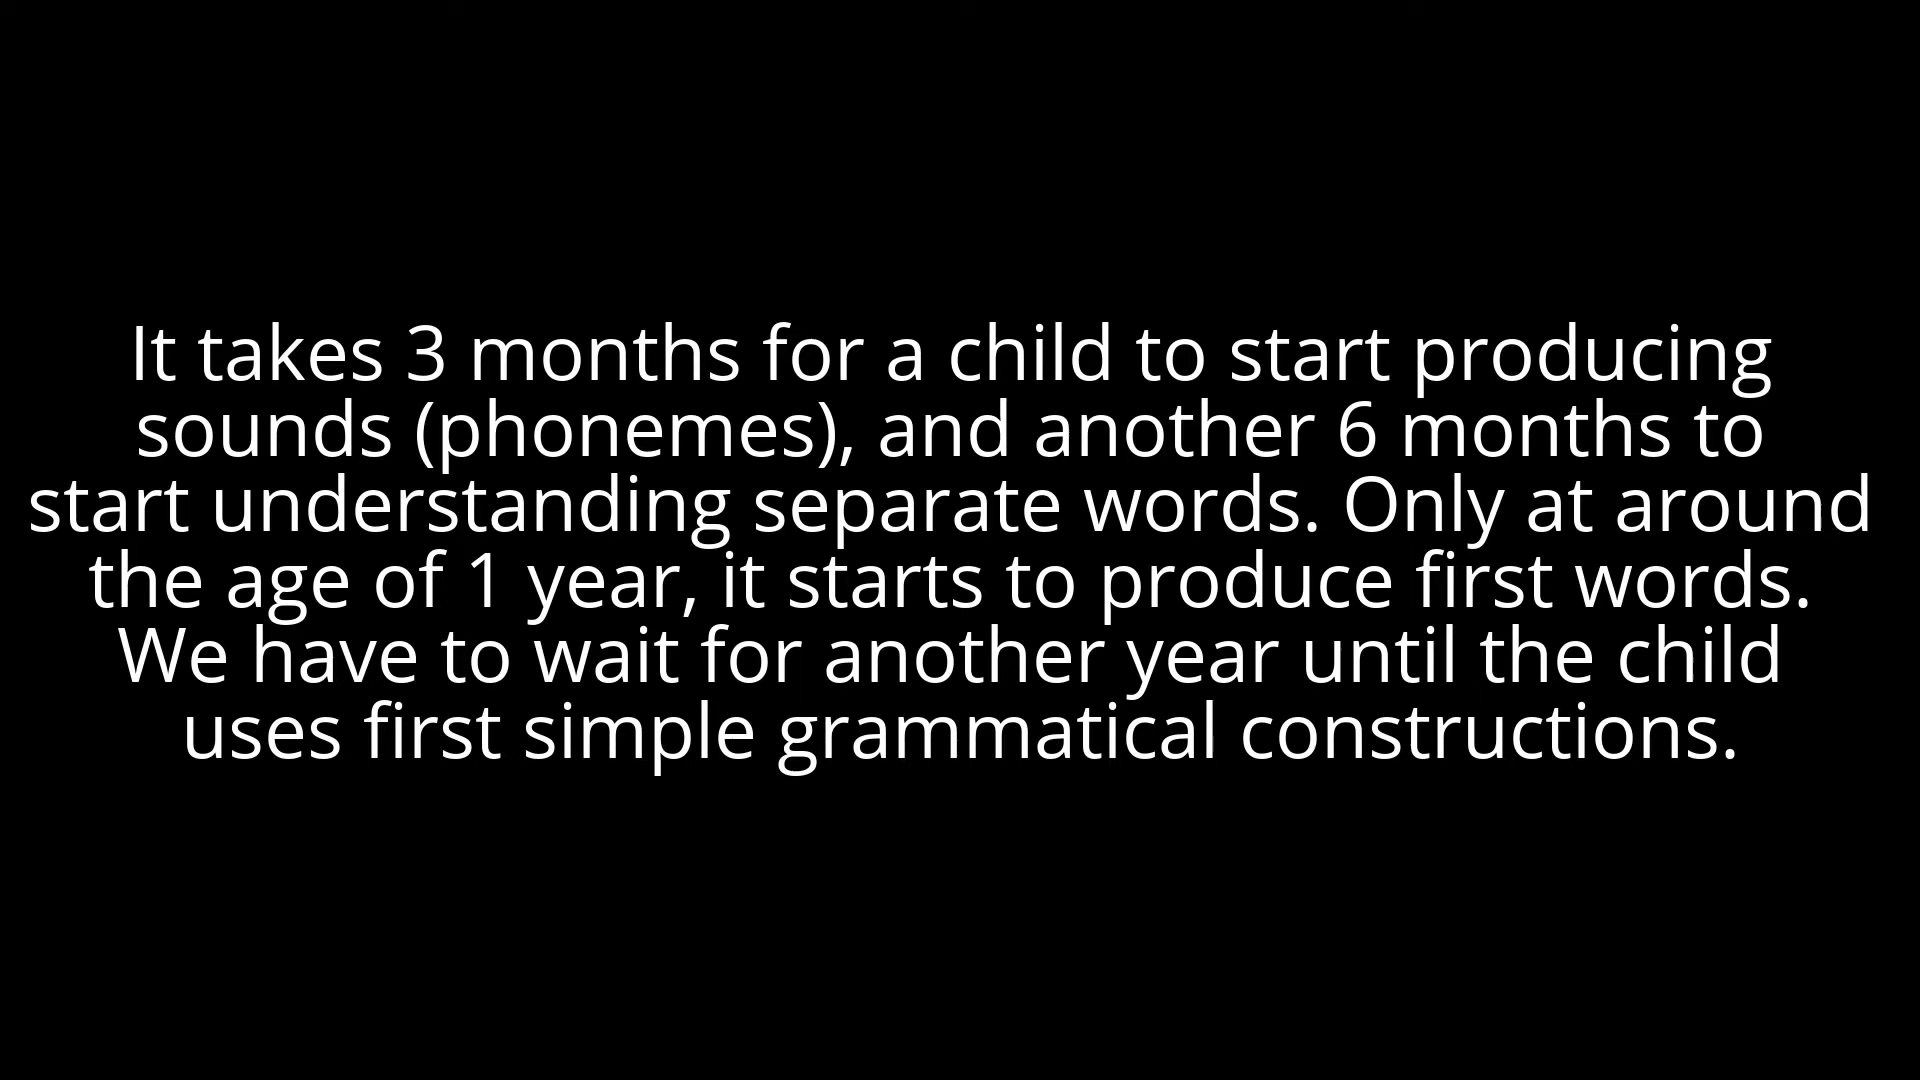 It takes 3 months for a child to start producing
sounds (phonemes), and another 6 months to
start understanding separate words. Only at around
the age of 1 year, it starts to produce first words.
We have to wait for another year until the child
uses first simple grammatical constructions.